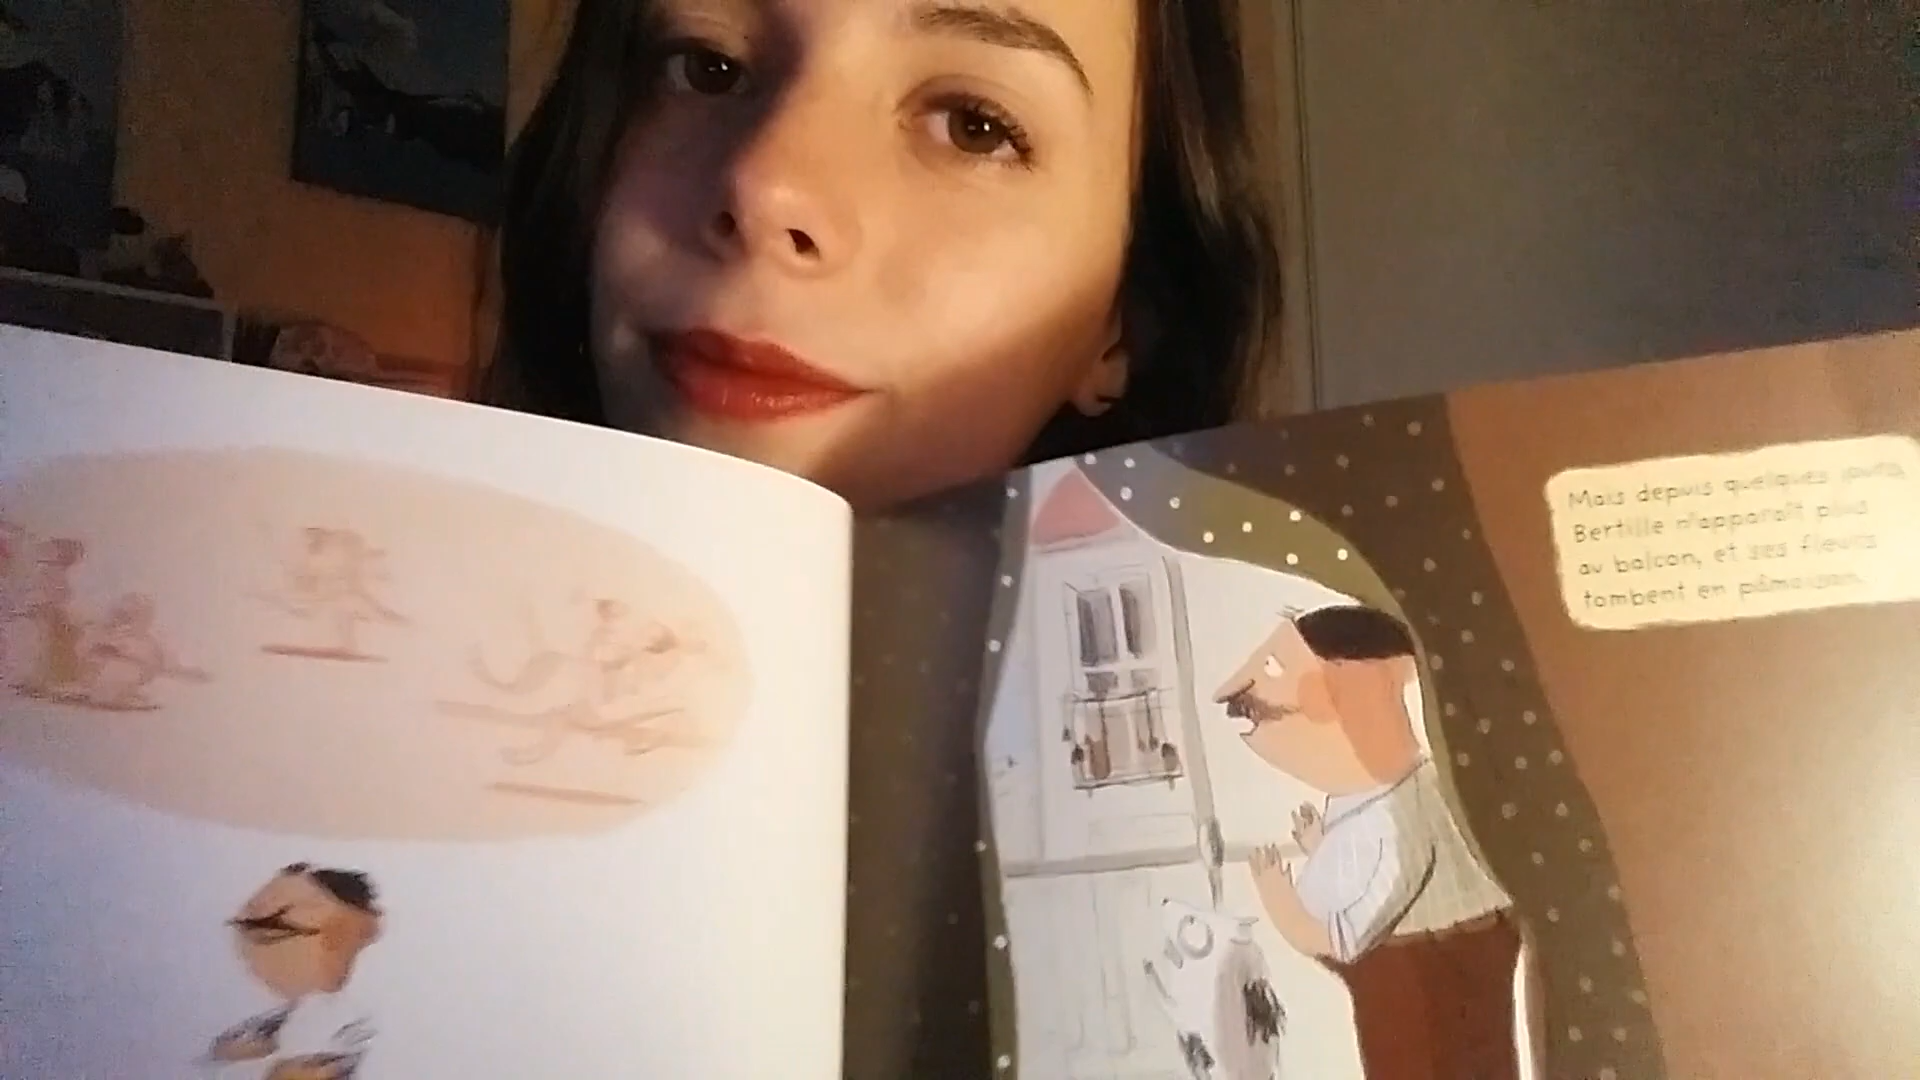 Mais depuis quelques jours,
Bertille n'apparaît plus
au balcon, et ses fleurs
tombent en pâmoison.